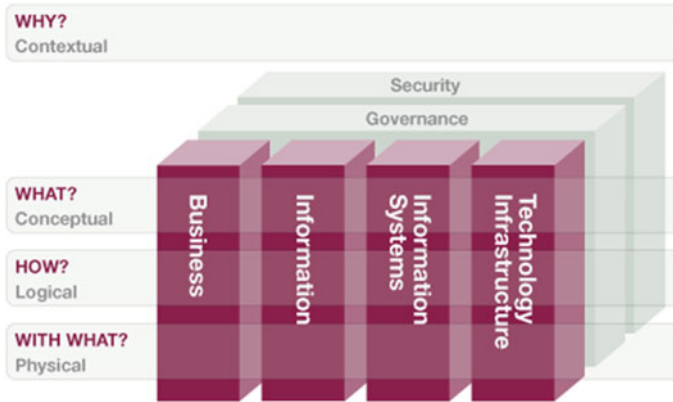 WHY?
Contextual
Security
Governance
WHAT?
Conceptual
HOW?
Logical
WITH WHAT?
Physical
Business
Information
Information
Systems
Technology
Infrastructure